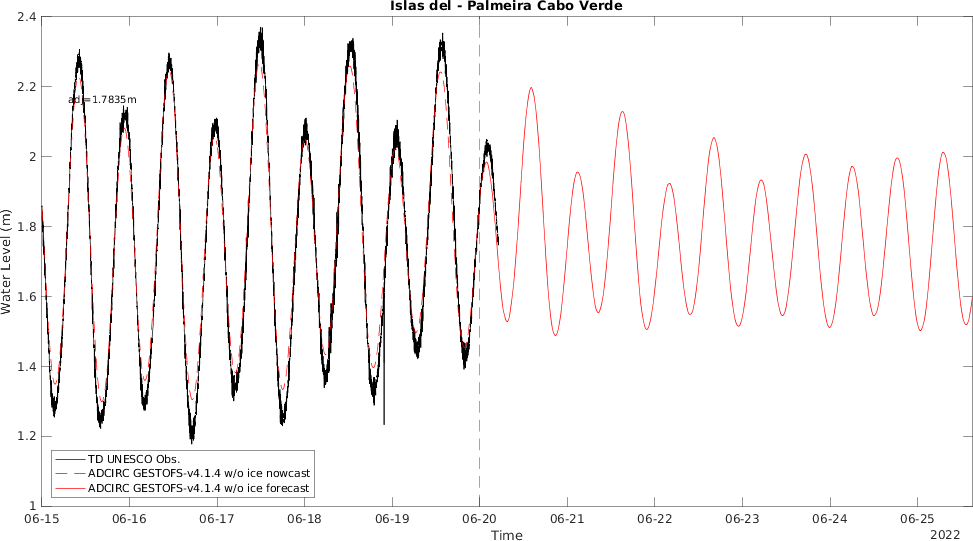 Islas del - Palmeira Cabo Verde
2.4
2.2
adj=1.7835m
2
1.8
1.6
1.4
1.2
1
Water Level (m)
TD UNESCO Obs.
ADCIRC GESTOFS-v4.1.4 w/o ice nowcast
ADCIRC GESTOFS-v4.1.4 w/o ice forecast
06-15 06-16 06-17 06-18 06-19 06-20 06-21 06-22 06-23 06-24 06-25
Time
2022